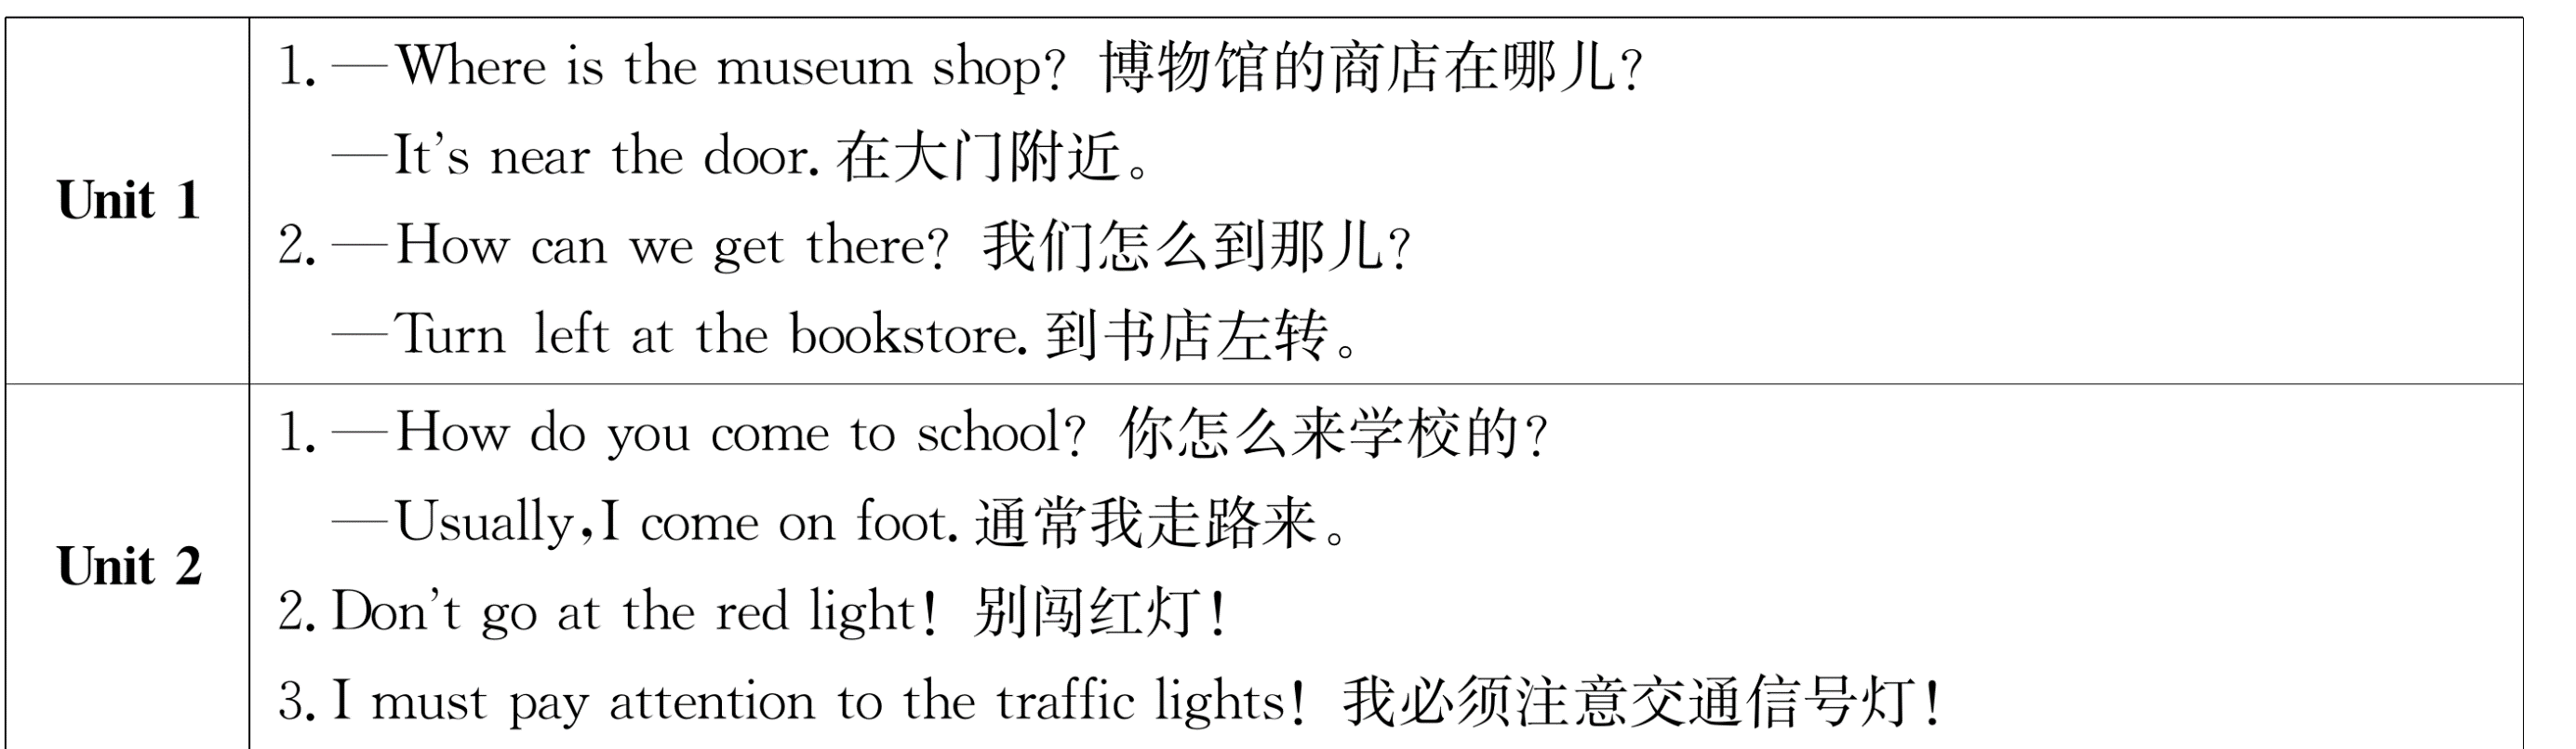 Unit 1
1. —Where is the museum shop? 博物馆的商店在哪儿?
—It's near the door. 在大门附近。
2. —How can we get there? 我们怎么到那儿?
—Turn left at the bookstore. 到书店左转。
Unit 2
1. —How do you come to school? 你怎么来学校的?
—Usually,I come on foot. 通常我走路来。
2. Don't go at the red light! 别闯红灯!
3. I must pay attention to the traffic lights! 我必须注意交通信号灯!